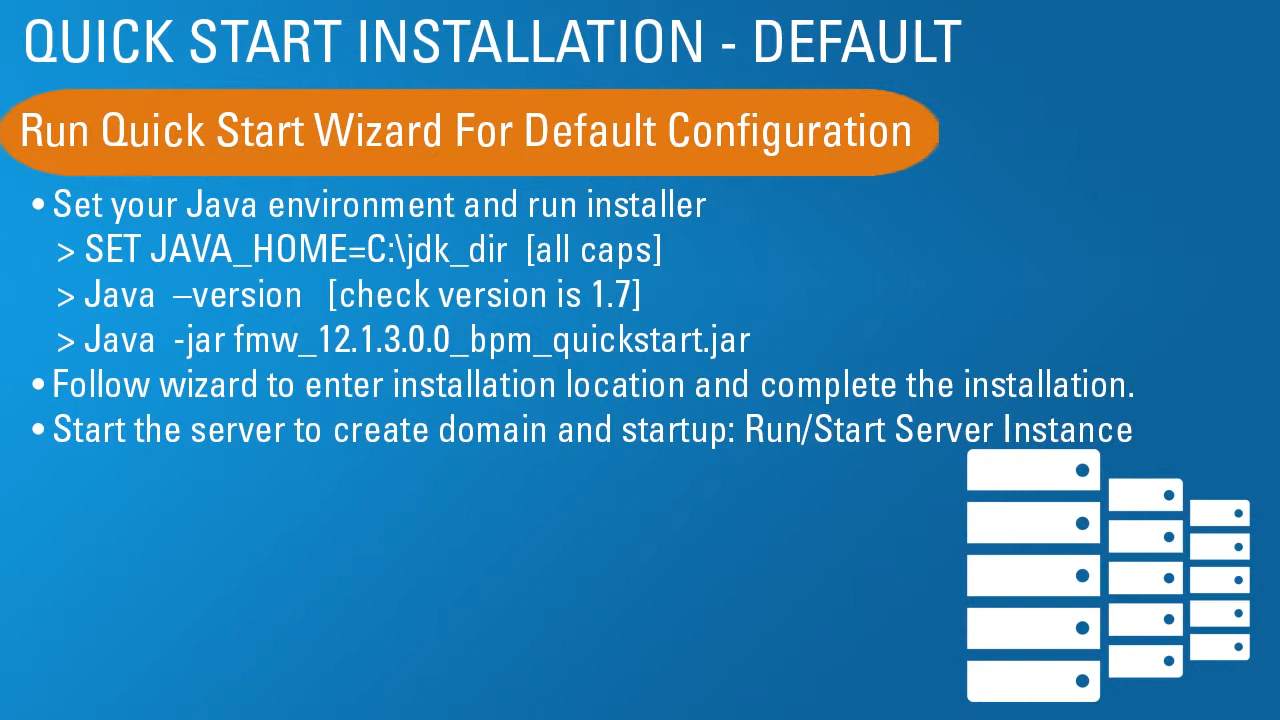 QUICK START INSTALLATION - DEFAULT
Run Quick Start Wizard For Default Configuration
• Set your Java environment and run installer
> SET JAVA_HOME=C:\jdk_dir [all caps]
> Java –version [check version is 1.7]
> Java -jar fmw_12.1.3.0.0_bpm_quickstart.jar
• Follow wizard to enter installation location and complete the installation.
• Start the server to create domain and startup: Run/Start Server Instance